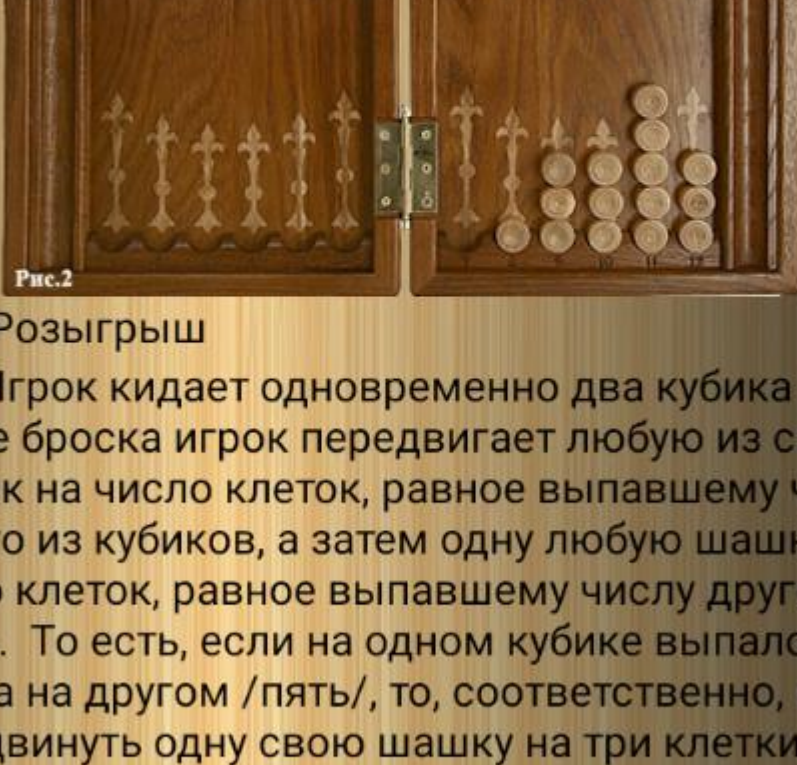 Рис.2
Розыгрыш
Игрок кидает одновременно два кубика
е броска игрок передвигает любую из с
к на число клеток, равное выпавшему ч
о из кубиков, а затем одну любую шашк
о клеток, равное выпавшему числу друг
. То есть, если на одном кубике выпало
а на другом /пять/, то, соответственно,
двинуть одну свою шашку на три клетки